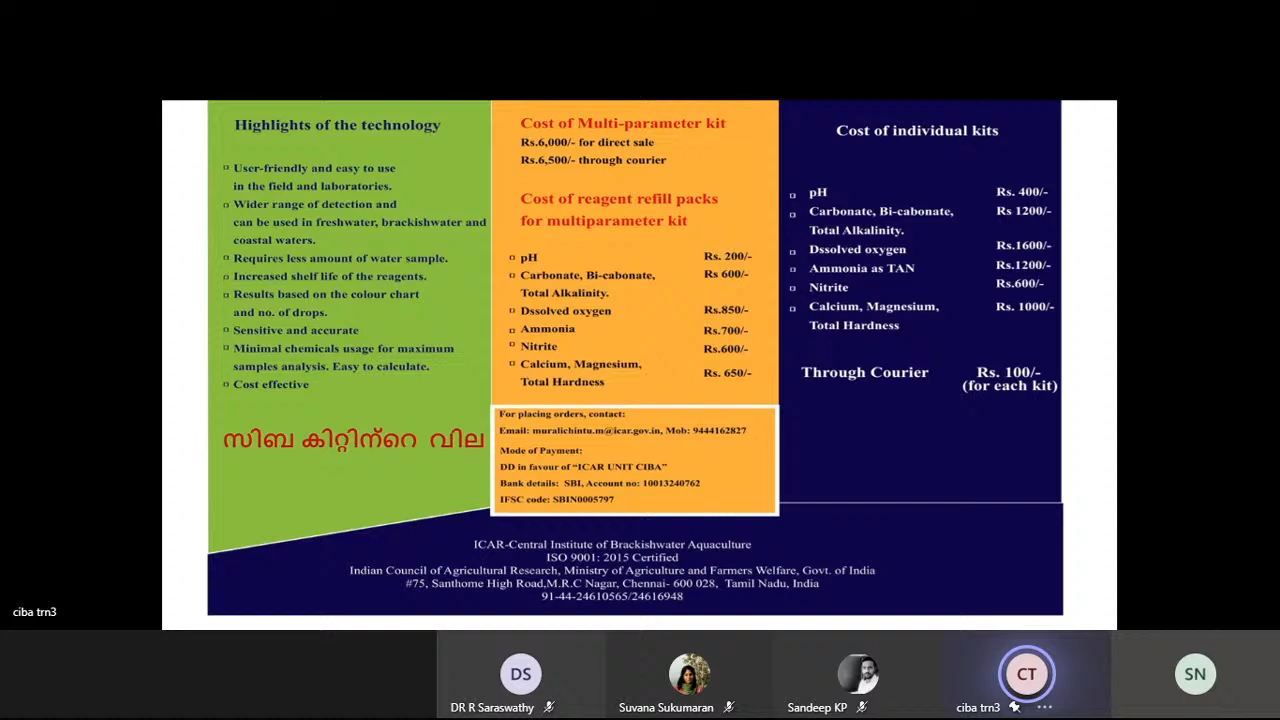 Highlights of the technology
User-friendly and easy to use
in the field and laboratories.
Wider range of detection and
can be used in freshwater, brackishwater and
coastal waters.
Requires less amount of water sample.
Increased shelf life of the reagents.
Results based on the colour chart
and no. of drops.
Sensitive and accurate
Minimal chemicals usage for maximum
samples analysis. Easy to calculate.
Cost effective
സിബ കിറ്റിന്റെ വില
Cost of Multi-parameter kit
Rs.6,000/- for direct sale
Rs.6,500/- through courier
Cost of reagent refill packs
for multiparameter kit
pH Rs. 200/-
Carbonate, Bi-cabonate, Rs 600/-
Total Alkalinity.
Dssolved oxygen Rs.850/-
Ammonia Rs.700/-
Nitrite Rs.600/-
Calcium, Magnesium,
Total Hardness Rs. 650/-
For placing orders, contact:
Email: muralichintu.m@icar.gov.in, Mob: 9444162827
Mode of Payment:
DD in favour of “ICAR UNIT CIBA”
Bank details: SBI, Account no: 10013240762
IFSC code: SBIN0005797
Cost of individual kits
pH Rs. 400/-
Carbonate, Bi-cabonate, Rs 1200/-
Total Alkalinity.
Dssolved oxygen Rs.1600/-
Ammonia as TAN Rs.1200/-
Nitrite Rs.600/-
Calcium, Magnesium, Rs. 1000/-
Total Hardness
Through Courier Rs. 100/-
(for each kit)
ICAR-Central Institute of Brackishwater Aquaculture
ISO 9001: 2015 Certified
Indian Council of Agricultural Research, Ministry of Agriculture and Farmers Welfare, Govt. of India
#75, Santhome High Road,M.R.C Nagar, Chennai- 600 028, Tamil Nadu, India
91-44-24610565/24616948
ciba trn3
DS
CT
SN
DR R Saraswathy
Suvana Sukumaran
Sandeep KP
ciba trn3